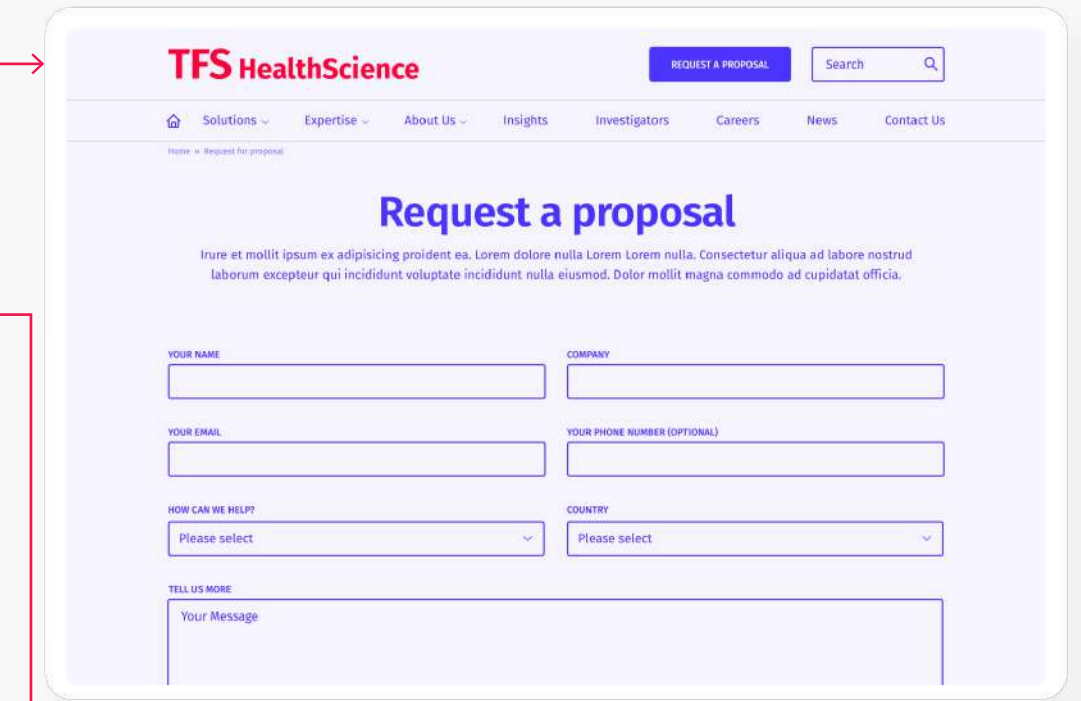 TFS HealthScience
REQUEST A PROPOSAL
Search
Solutions
Expertise
About Us
Insights
Investigators
Careers
News
Contact Us
Home » Request for proposal
Request a proposal
Irure et mollit ipsum ex adipisicing proident ea. Lorem dolore nulla Lorem Lorem nulla. Consectetur aliqua ad labore nostrud
laborum excepteur qui incididunt voluptate incididunt nulla eiusmod. Dolor mollit magna commodo ad cupidatat officia.
YOUR NAME
COMPANY
YOUR EMAIL
YOUR PHONE NUMBER (OPTIONAL)
HOW CAN WE HELP?
COUNTRY
Please select
Please select
TELL US MORE
Your Message